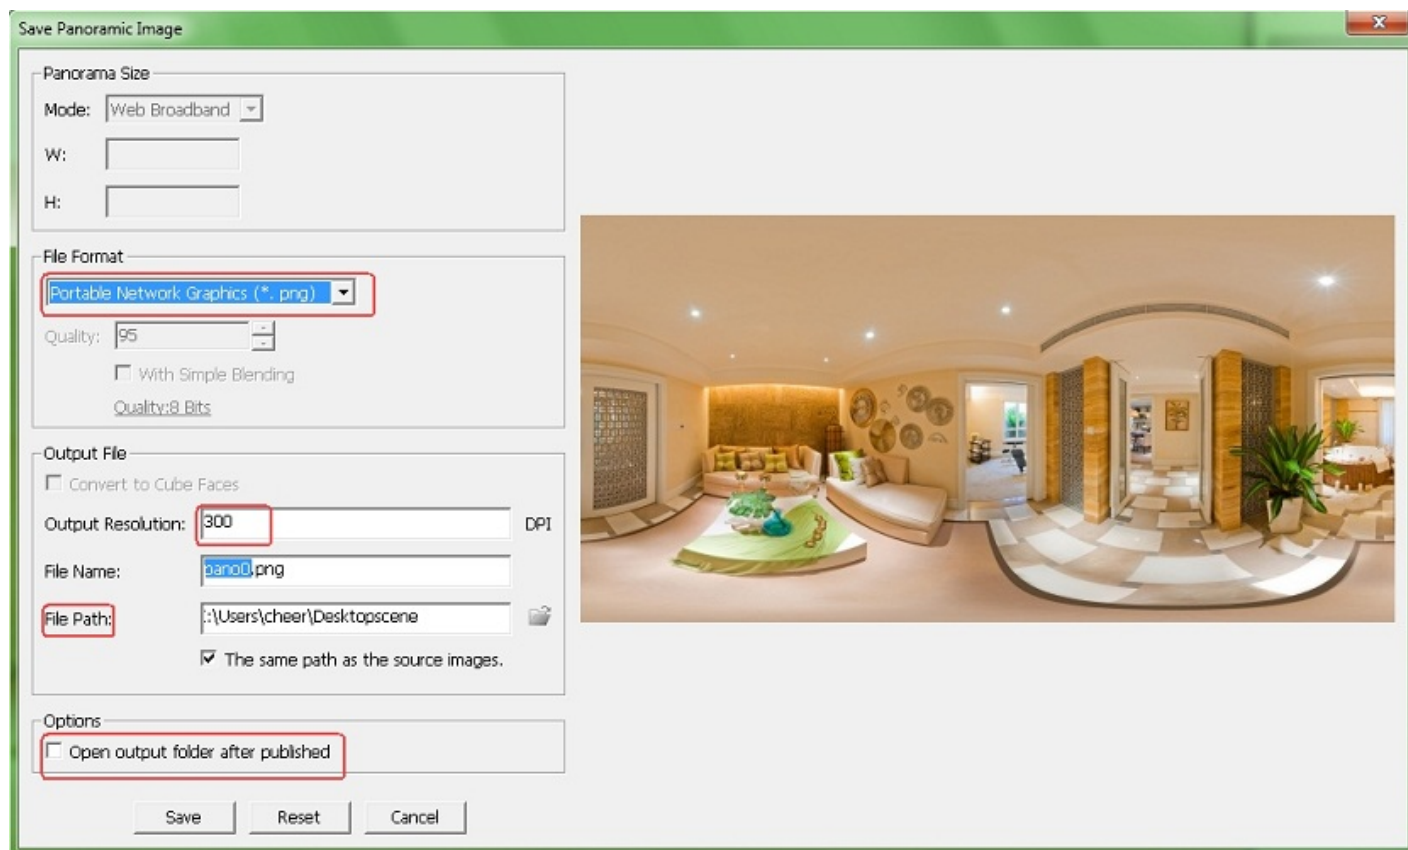 Save Panoramic Image
Panorama Size
Mode: Web Broadband
W:
H:
File Format
Portable Network Graphics (*. png)
Quality: 95
With Simple Blending
Quality:8 Bits
Output File
Convert to Cube Faces
Output Resolution: 300 DPI
File Name: pano0.png
File Path: :\Users\cheer\Desktopscene
The same path as the source images.
Options
Open output folder after published
Save Reset Cancel